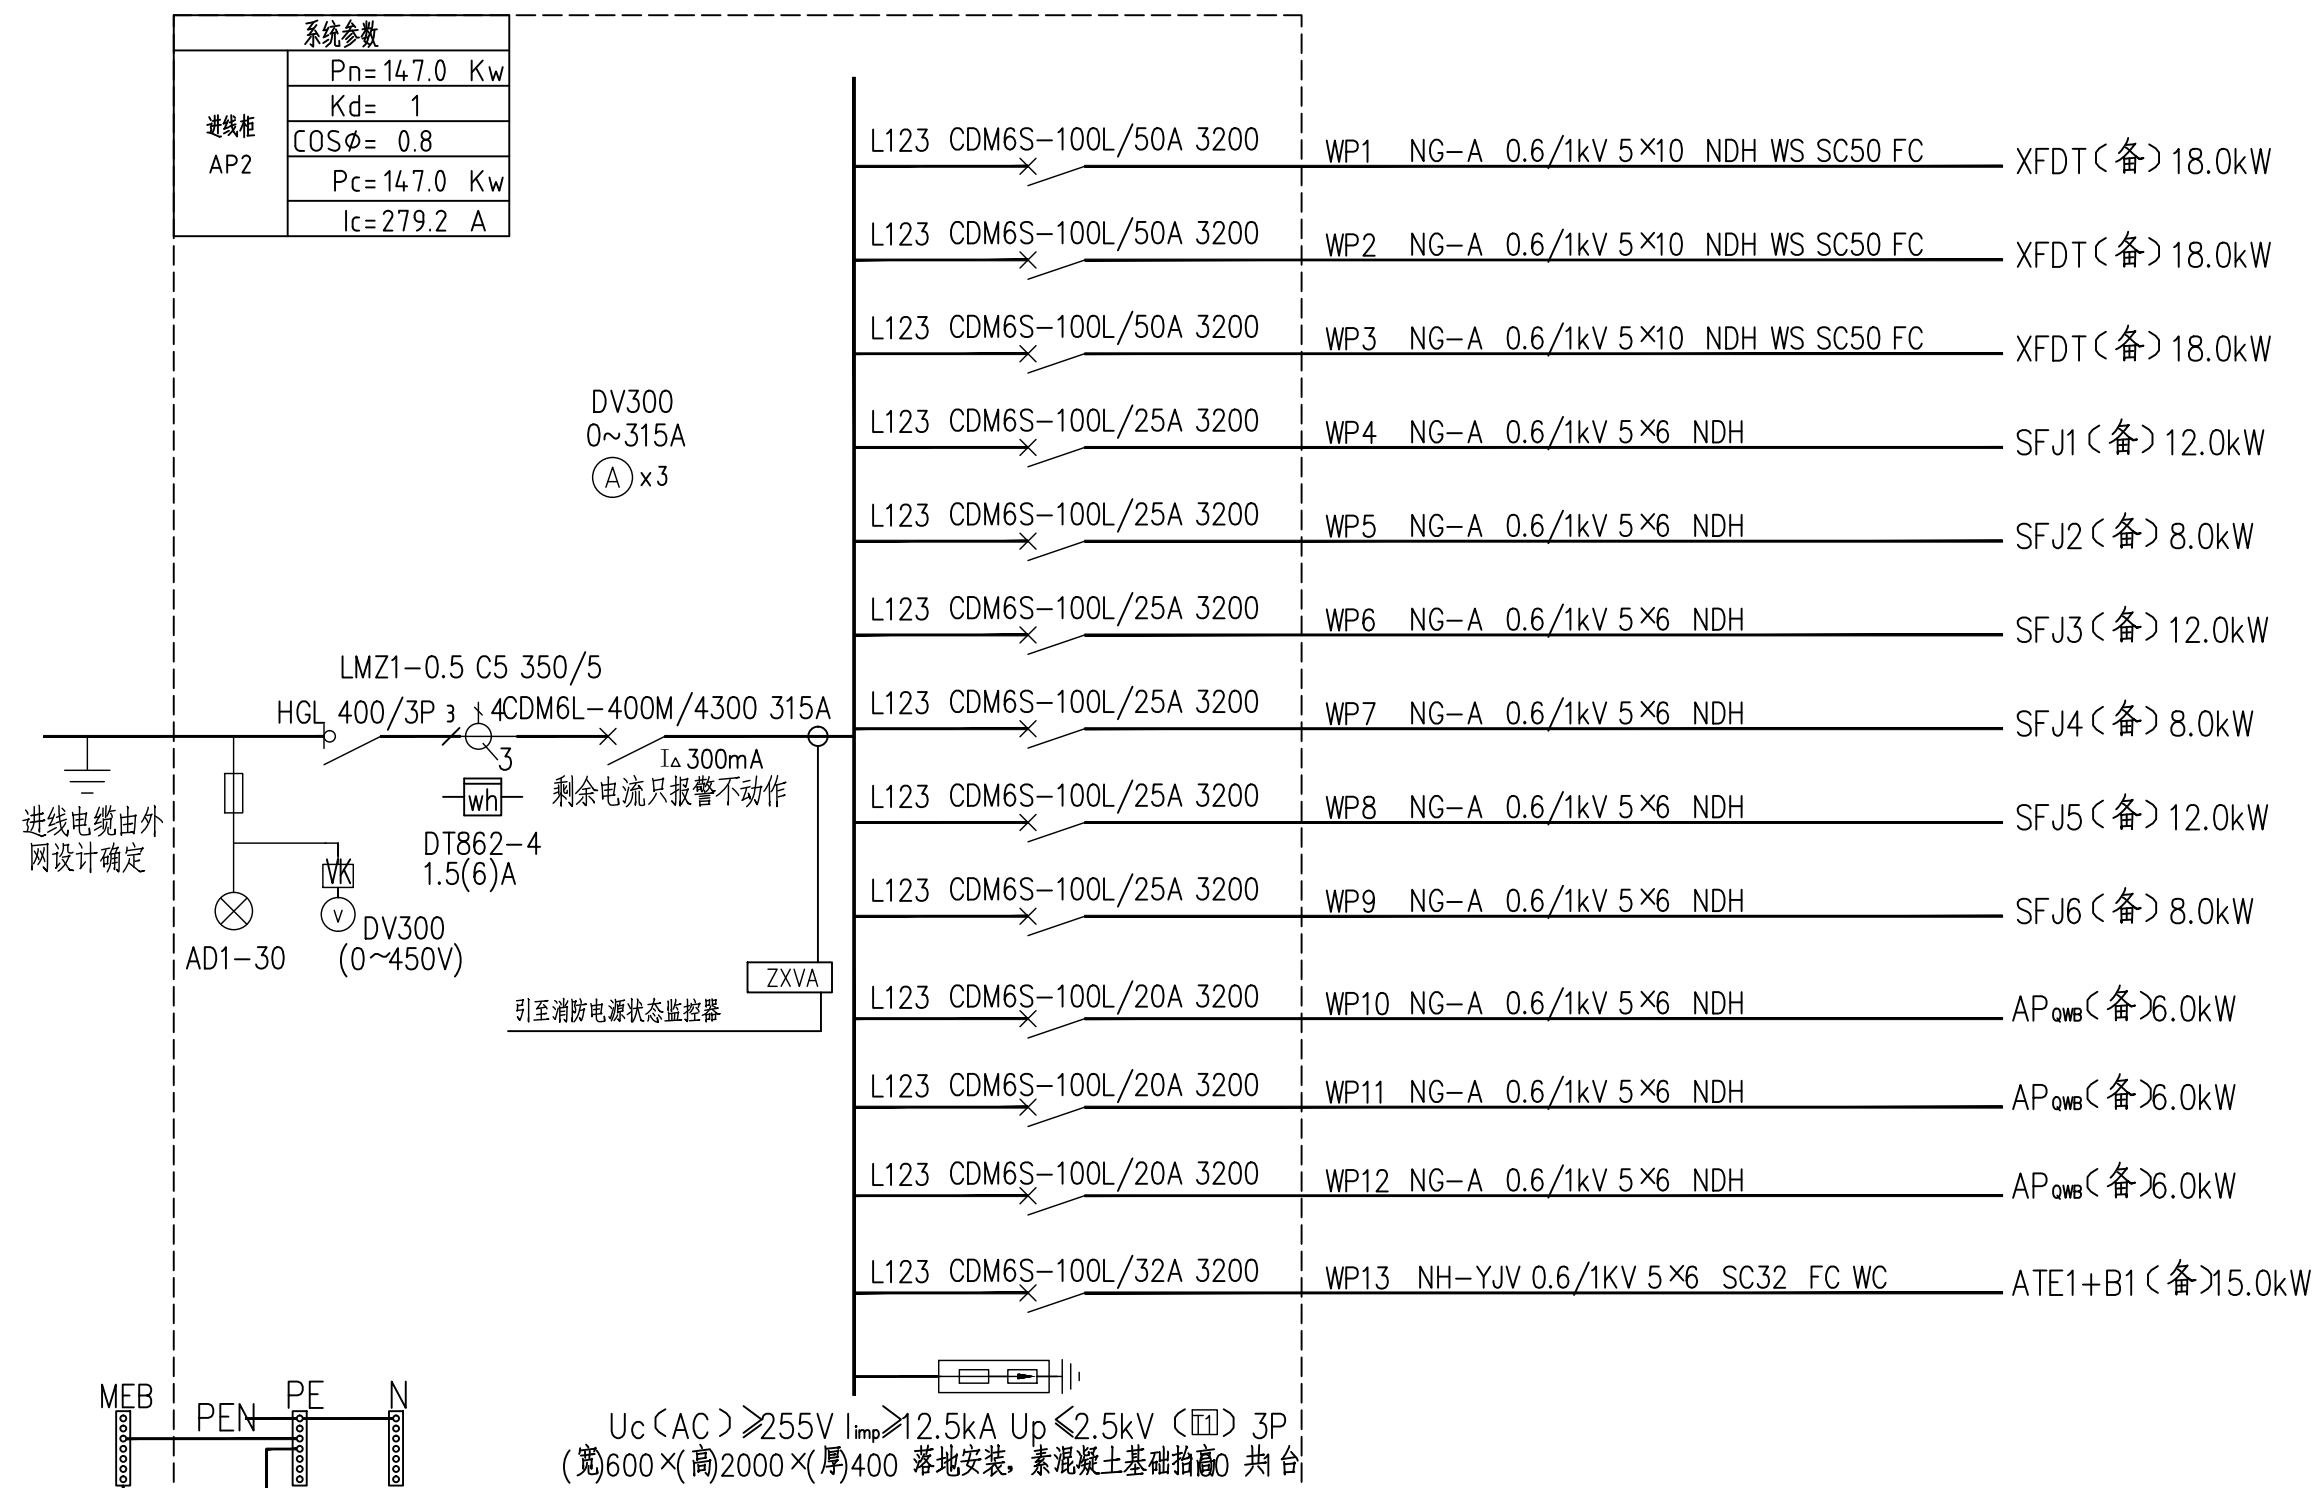 系统参数
进线柜
AP2
Pn=147.0 Kw
Kd= 1
COSΦ= 0.8
Pc=147.0 Kw
Ic=279.2 A
L123 CDM6S-100L/50A 3200 WP1 NG-A 0.6/1kV 5×10 NDH WS SC50 FC XFDT(备)18.0kW
L123 CDM6S-100L/50A 3200 WP2 NG-A 0.6/1kV 5×10 NDH WS SC50 FC XFDT(备)18.0kW
L123 CDM6S-100L/50A 3200 WP3 NG-A 0.6/1kV 5×10 NDH WS SC50 FC XFDT(备)18.0kW
L123 CDM6S-100L/25A 3200 WP4 NG-A 0.6/1kV 5×6 NDH SFJ1(备)12.0kW
L123 CDM6S-100L/25A 3200 WP5 NG-A 0.6/1kV 5×6 NDH SFJ2(备)8.0kW
L123 CDM6S-100L/25A 3200 WP6 NG-A 0.6/1kV 5×6 NDH SFJ3(备)12.0kW
L123 CDM6S-100L/25A 3200 WP7 NG-A 0.6/1kV 5×6 NDH SFJ4(备)8.0kW
L123 CDM6S-100L/25A 3200 WP8 NG-A 0.6/1kV 5×6 NDH SFJ5(备)12.0kW
L123 CDM6S-100L/25A 3200 WP9 NG-A 0.6/1kV 5×6 NDH SFJ6(备)8.0kW
L123 CDM6S-100L/20A 3200 WP10 NG-A 0.6/1kV 5×6 NDH APQWB(备)6.0kW
L123 CDM6S-100L/20A 3200 WP11 NG-A 0.6/1kV 5×6 NDH APQWB(备)6.0kW
L123 CDM6S-100L/20A 3200 WP12 NG-A 0.6/1kV 5×6 NDH APQWB(备)6.0kW
L123 CDM6S-100L/32A 3200 WP13 NH-YJV 0.6/1KV 5×6 SC32 FC WC ATE1+B1(备)15.0kW
DV300
0~315A
A x3
LMZ1-0.5 C5 350/5
HGL 400/3P 3 4 CDM6L-400M/4300 315A
3
I△ 300mA
剩余电流只报警不动作
wh
DT862-4
1.5(6)A
进线电缆由外
网设计确定
VK
V
DV300
(0~450V)
AD1-30
ZXVA
引至消防电源状态监控器
MEB
PEN
PE
N
Uc(AC)≥255V Iimp≥12.5kA Up≤2.5kV (T1) 3P
(宽)600×(高)2000×(厚)400 落地安装,素混凝土基础抬高100 共1台